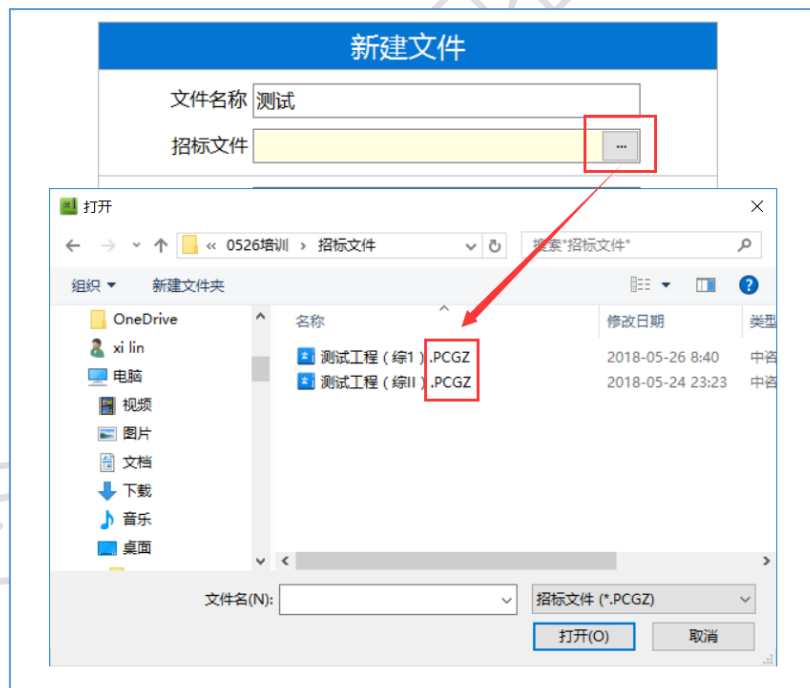 新建文件
文件名称 测试
招标文件 ...
打开
« 0526培训 › 招标文件 搜索"招标文件"
组织 新建文件夹
名称 修改日期 类型
OneDrive
xi lin
测试工程（综1）.PCGZ 2018-05-26 8:40 中咨
电脑
测试工程（综II）.PCGZ 2018-05-24 23:23 中咨
视频
图片
文档
下载
音乐
桌面
文件名(N): 招标文件 (*.PCGZ)
打开(O) 取消